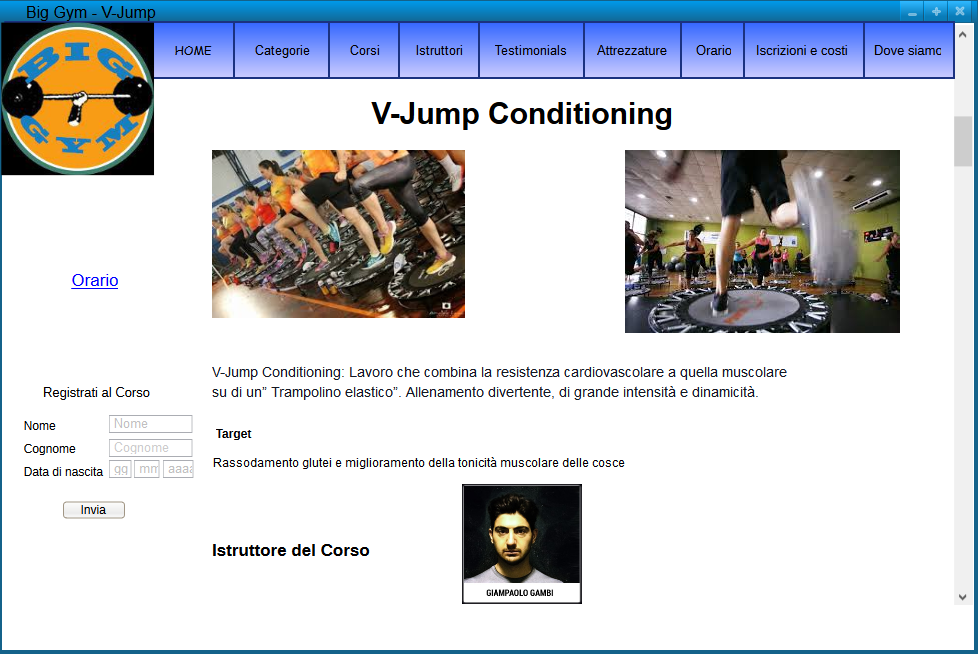 Big Gym - V-Jump
BIG
GYM
HOME
Categorie
Corsi
Istruttori
Testimonials
Attrezzature
Orario
Iscrizioni e costi
Dove siamo
V-Jump Conditioning
Orario
V-Jump Conditioning: Lavoro che combina la resistenza cardiovascolare a quella muscolare
su di un” Trampolino elastico”. Allenamento divertente, di grande intensità e dinamicità.
Registrati al Corso
Nome Nome
Cognome Cognome
Data di nascita gg mm aaaa
Invia
Target
Rassodamento glutei e miglioramento della tonicità muscolare delle cosce
Istruttore del Corso
GIAMPAOLO GAMBI